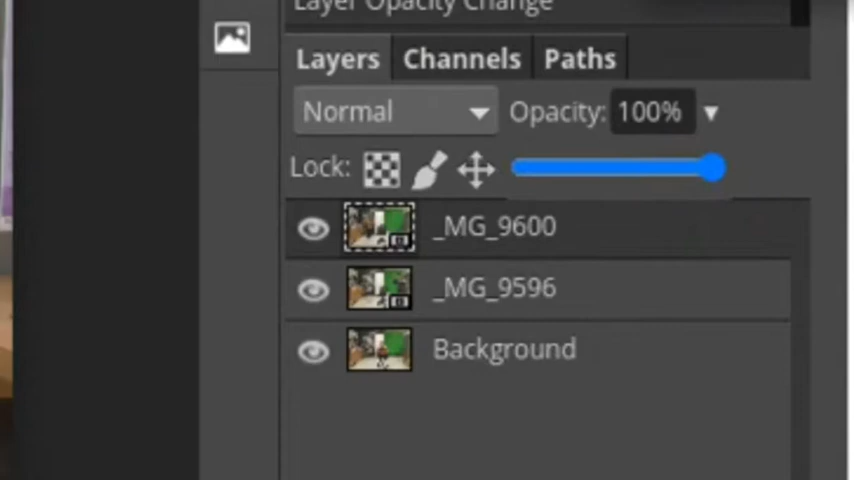 Layer Opacity Change
Layers Channels Paths
Normal Opacity: 100%
Lock:
_MG_9600
_MG_9596
Background